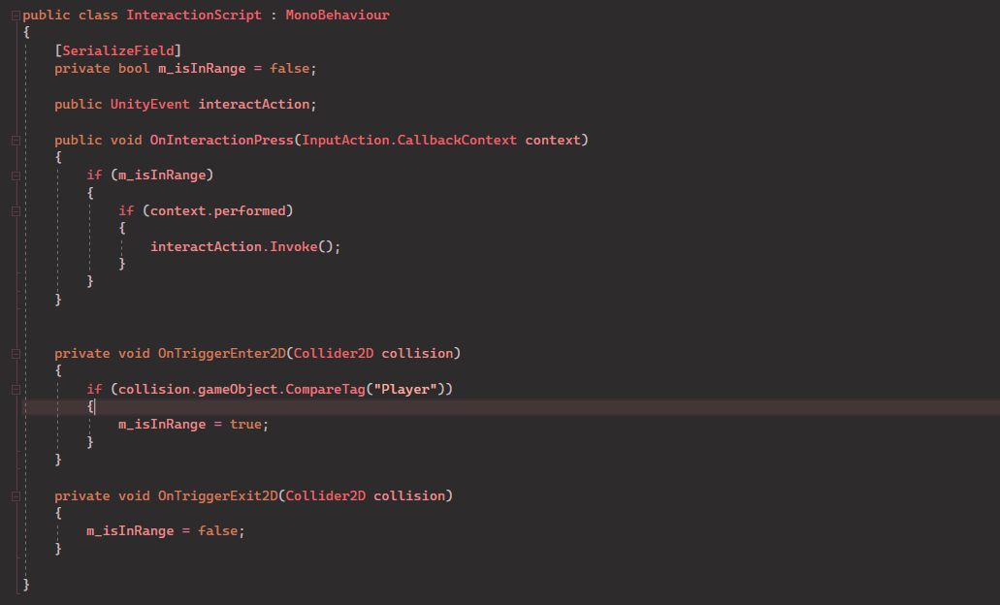 public class InteractionScript : MonoBehaviour
{
    [SerializeField]
    private bool m_isInRange = false;

    public UnityEvent interactAction;

    public void OnInteractionPress(InputAction.CallbackContext context)
    {
        if (m_isInRange)
        {
            if (context.performed)
            {
                interactAction.Invoke();
            }
        }
    }


    private void OnTriggerEnter2D(Collider2D collision)
    {
        if (collision.gameObject.CompareTag("Player"))
        {
            m_isInRange = true;
        }
    }

    private void OnTriggerExit2D(Collider2D collision)
    {
        m_isInRange = false;
    }

}